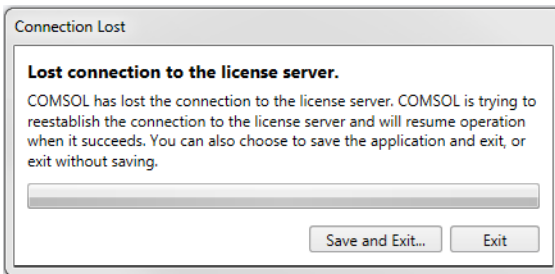 Connection Lost
Lost connection to the license server.
COMSOL has lost the connection to the license server. COMSOL is trying to
reestablish the connection to the license server and will resume operation
when it succeeds. You can also choose to save the application and exit, or
exit without saving.
Save and Exit... Exit